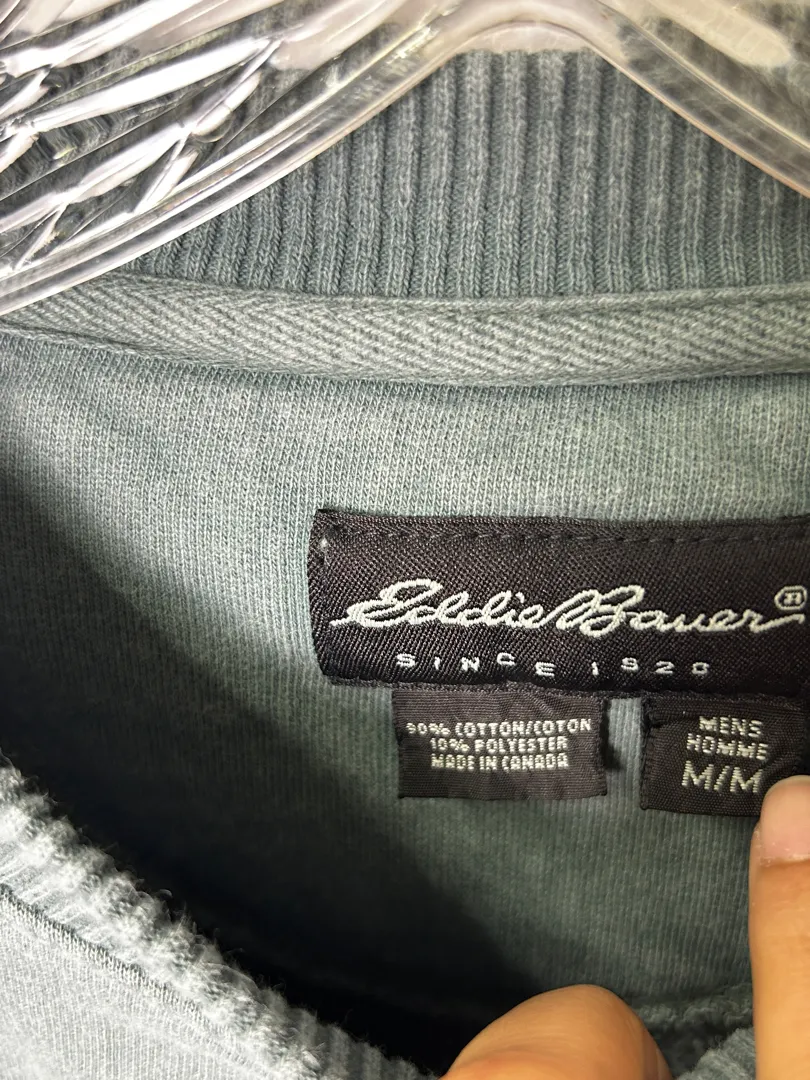 Eddie Bauer®
SINCE 1920
90% COTTON/COTON
10% POLYESTER
MADE IN CANADA
MENS
HOMME
M/M